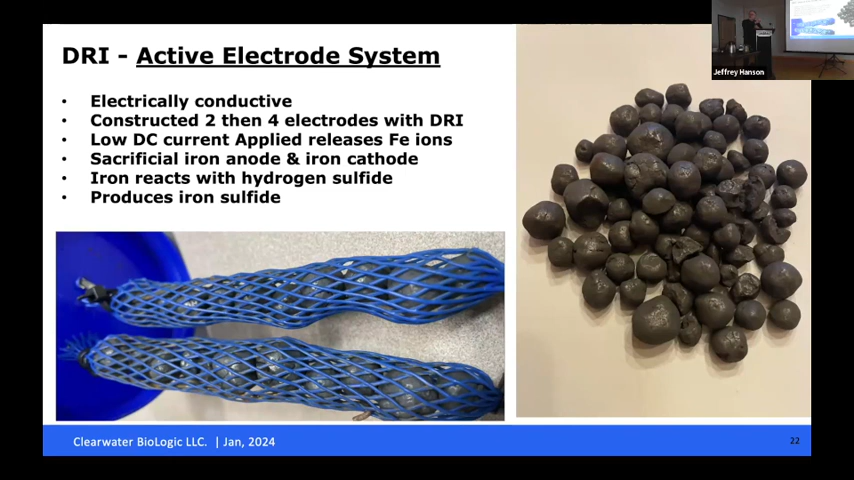 DRI - Active Electrode System
• Electrically conductive
• Constructed 2 then 4 electrodes with DRI
• Low DC current Applied releases Fe ions
• Sacrificial iron anode & iron cathode
• Iron reacts with hydrogen sulfide
• Produces iron sulfide
Clearwater BioLogic LLC. | Jan, 2024
22
Jeffrey Hanson